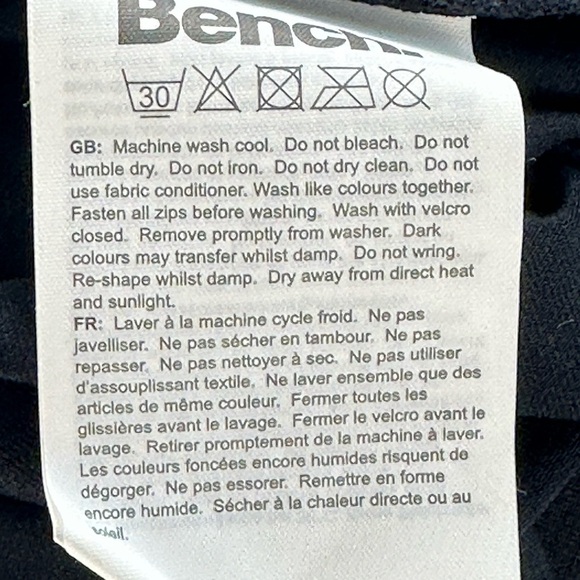 Bench.
30
GB: Machine wash cool. Do not bleach. Do not
tumble dry. Do not iron. Do not dry clean. Do not
use fabric conditioner. Wash like colours together.
Fasten all zips before washing. Wash with velcro
closed. Remove promptly from washer. Dark
colours may transfer whilst damp. Do not wring.
Re-shape whilst damp. Dry away from direct heat
and sunlight.
FR: Laver à la machine cycle froid. Ne pas
javelliser. Ne pas sécher en tambour. Ne pas
repasser. Ne pas nettoyer à sec. Ne pas utiliser
d'assouplissant textile. Ne laver ensemble que des
articles de même couleur. Fermer toutes les
glissières avant le lavage. Fermer le velcro avant le
lavage. Retirer promptement de la machine à laver.
Les couleurs foncées encore humides risquent de
dégorger. Ne pas essorer. Remettre en forme
encore humide. Sécher à la chaleur directe ou au
soleil.